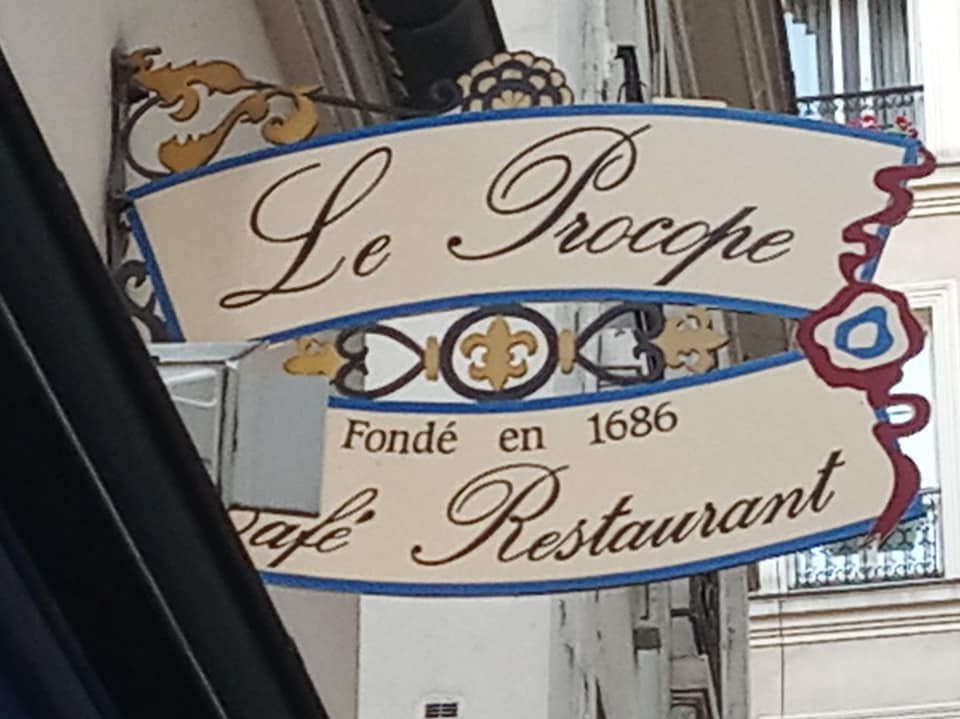 Le Procope
Fondé en 1686
Café Restaurant